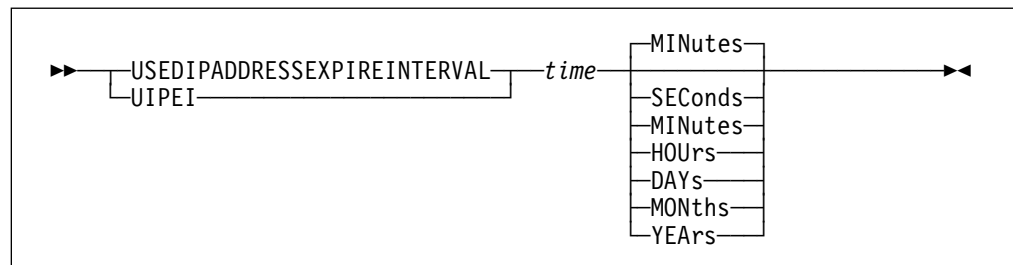 MINutes
USEDIPADDRESSEXPIREINTERVAL time
UIPEI SEConds
MINutes
HOUrs
DAYs
MONths
YEArs